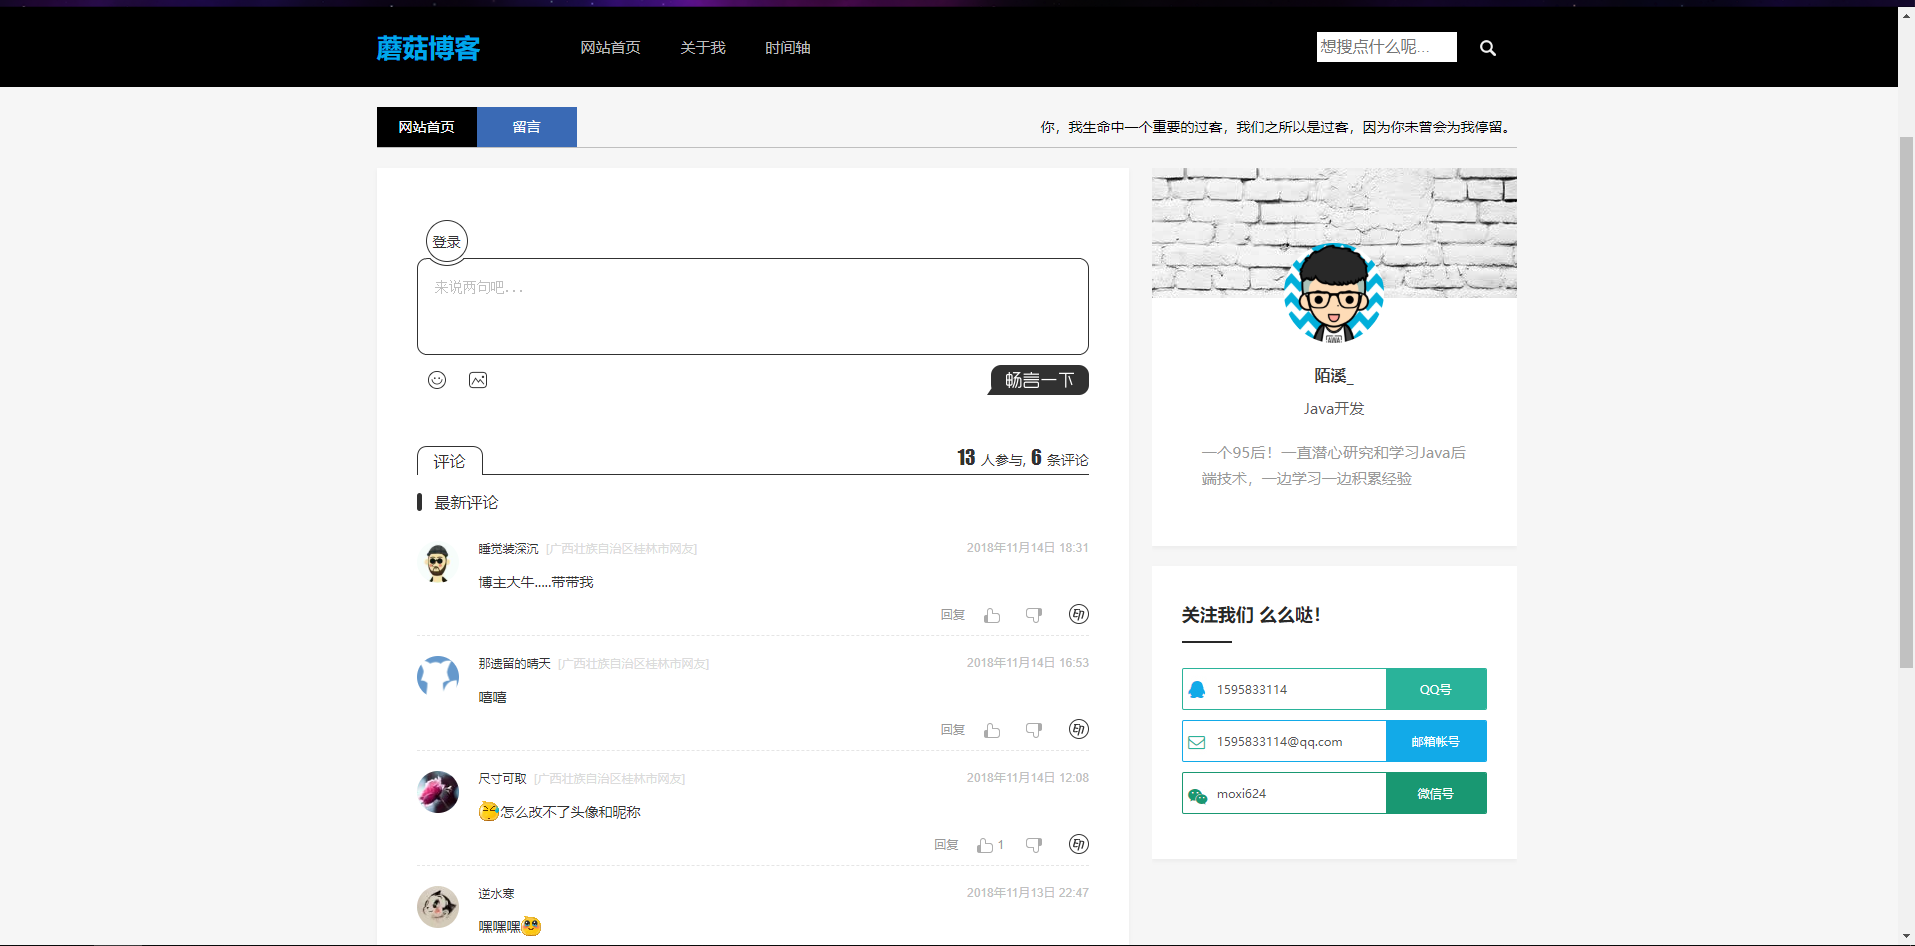 蘑菇博客
网站首页 关于我 时间轴
想搜点什么呢...
网站首页 留言
你，我生命中一个重要的过客，我们之所以是过客，因为你未曾会为我停留。
登录
来说两句吧...
畅言一下
评论
13 人参与, 6 条评论
最新评论
睡觉装深沉 [广西壮族自治区桂林市网友] 2018年11月14日 18:31
博主大牛.....带带我
回复
那遗留的晴天 [广西壮族自治区桂林市网友] 2018年11月14日 16:53
嘻嘻
回复
尺寸可取 [广西壮族自治区桂林市网友] 2018年11月14日 12:08
怎么改不了头像和昵称
回复 1
逆水寒 2018年11月13日 22:47
嘿嘿嘿
陌溪_
Java开发
一个95后！一直潜心研究和学习Java后
端技术，一边学习一边积累经验
关注我们 么么哒！
1595833114 QQ号
1595833114@qq.com 邮箱帐号
moxi624 微信号